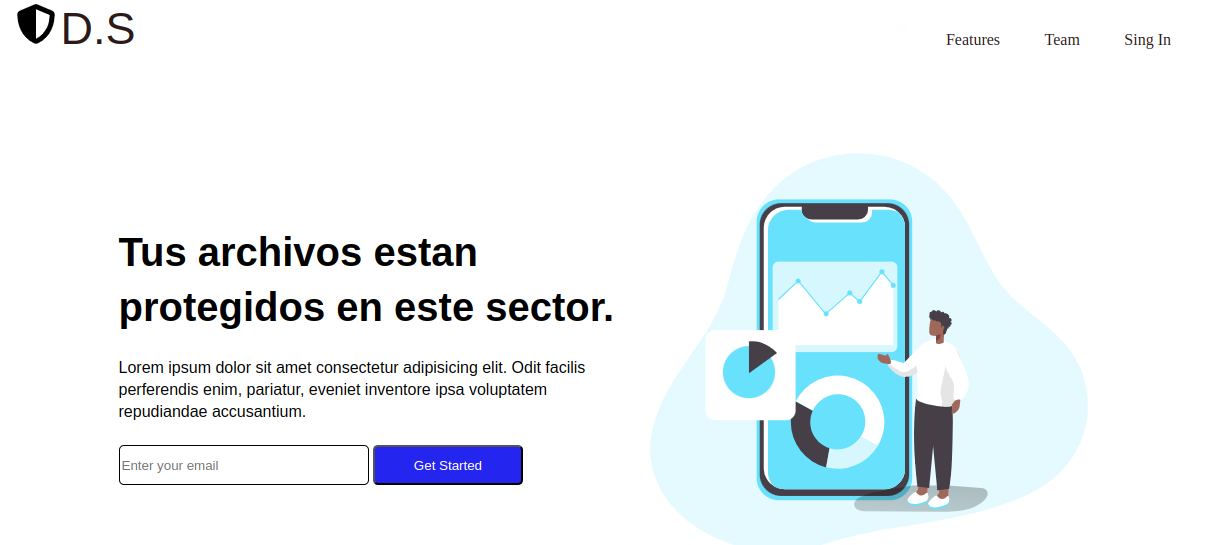 D.S
Features Team Sing In
Tus archivos estan
protegidos en este sector.
Lorem ipsum dolor sit amet consectetur adipisicing elit. Odit facilis
perferendis enim, pariatur, eveniet inventore ipsa voluptatem
repudiandae accusantium.
Enter your email Get Started